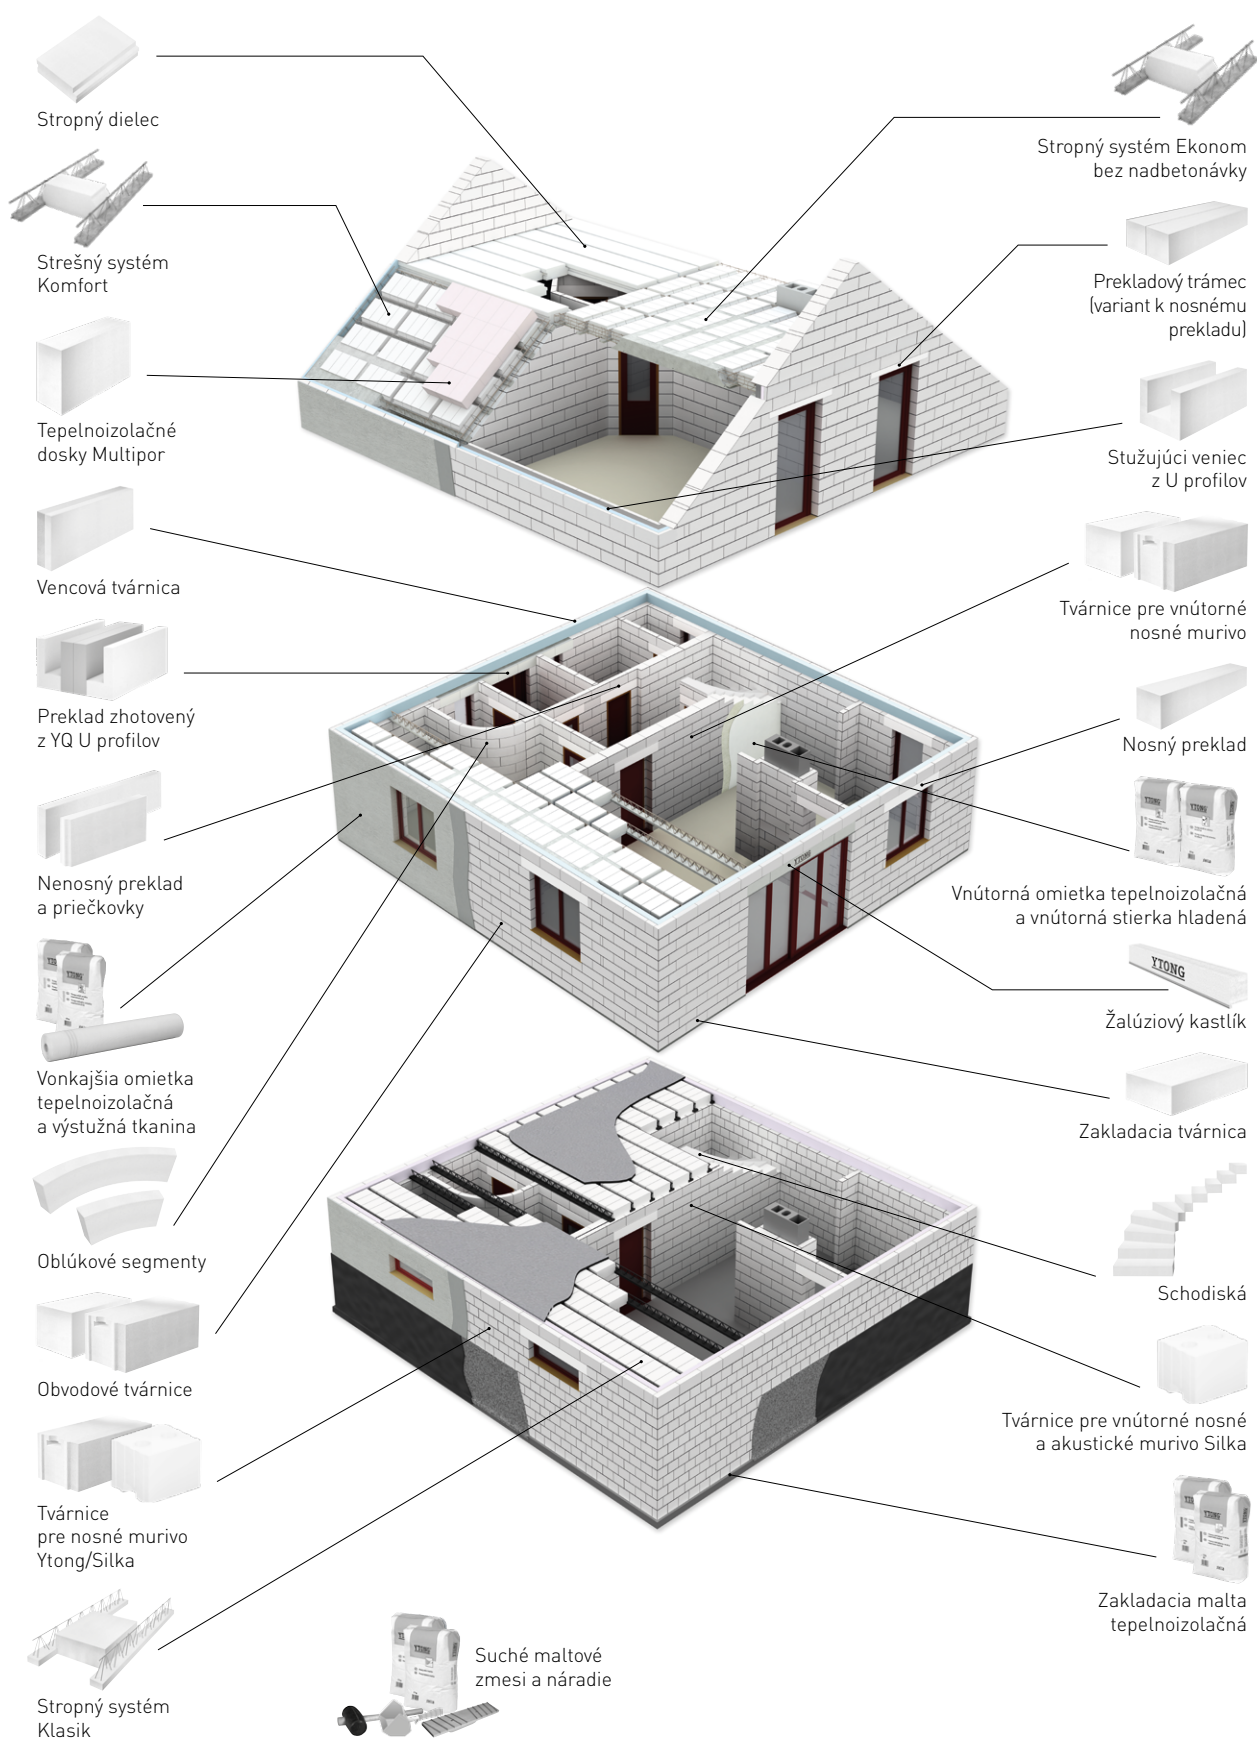 Stropný dielec
Strešný systém
Komfort
Tepelnoizolačné
dosky Multipor
Vencová tvárnica
Preklad zhotovený
z YQ U profilov
Nenosný preklad
a priečkovky
Vonkajšia omietka
tepelnoizolačná
a výstužná tkanina
Oblúkové segmenty
Obvodové tvárnice
Tvárnice
pre nosné murivo
Ytong/Silka
Stropný systém
Klasik
Suché maltové
zmesi a náradie
Stropný systém Ekonom
bez nadbetonávky
Prekladový trámec
(variant k nosnému
prekladu)
Stužujúci veniec
z U profilov
Tvárnice pre vnútorné
nosné murivo
Nosný preklad
YTONG
YTONG
Vnútorná omietka tepelnoizolačná
a vnútorná stierka hladená
YTONG
YTONG
Žalúziový kastlík
Zakladacia tvárnica
Schodiská
Tvárnice pre vnútorné nosné
a akustické murivo Silka
YTONG
Zakladacia malta
tepelnoizolačná